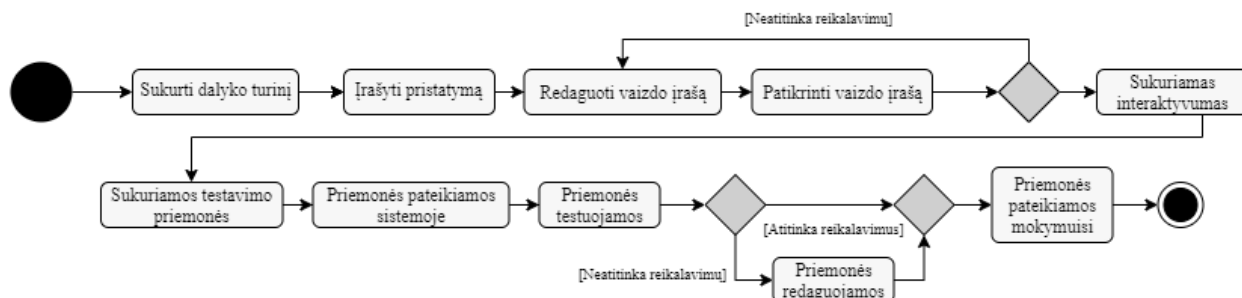 [Neatitinka reikalavimų]
Sukurti dalyko turinį
Įrašyti pristatymą
Redaguoti vaizdo įrašą
Patikrinti vaizdo įrašą
Sukuriamas
interaktyvumas
Sukuriamos testavimo
priemonės
Priemonės pateikiamos
sistemoje
Priemonės
testuojamos
[Atitinka reikalavimus]
[Neatitinka reikalavimų]
Priemonės
redaguojamos
Priemonės
pateikiamos
mokymuisi